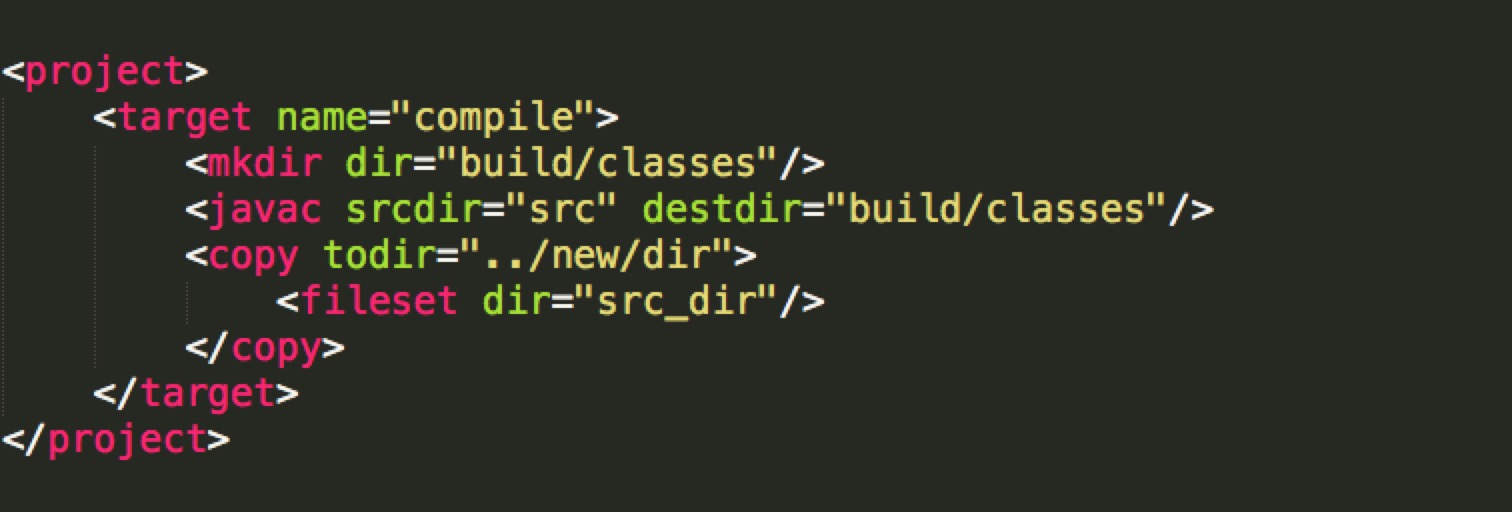 <project>
    <target name="compile">
        <mkdir dir="build/classes"/>
        <javac srcdir="src" destdir="build/classes"/>
        <copy todir="../new/dir">
            <fileset dir="src_dir"/>
        </copy>
    </target>
</project>